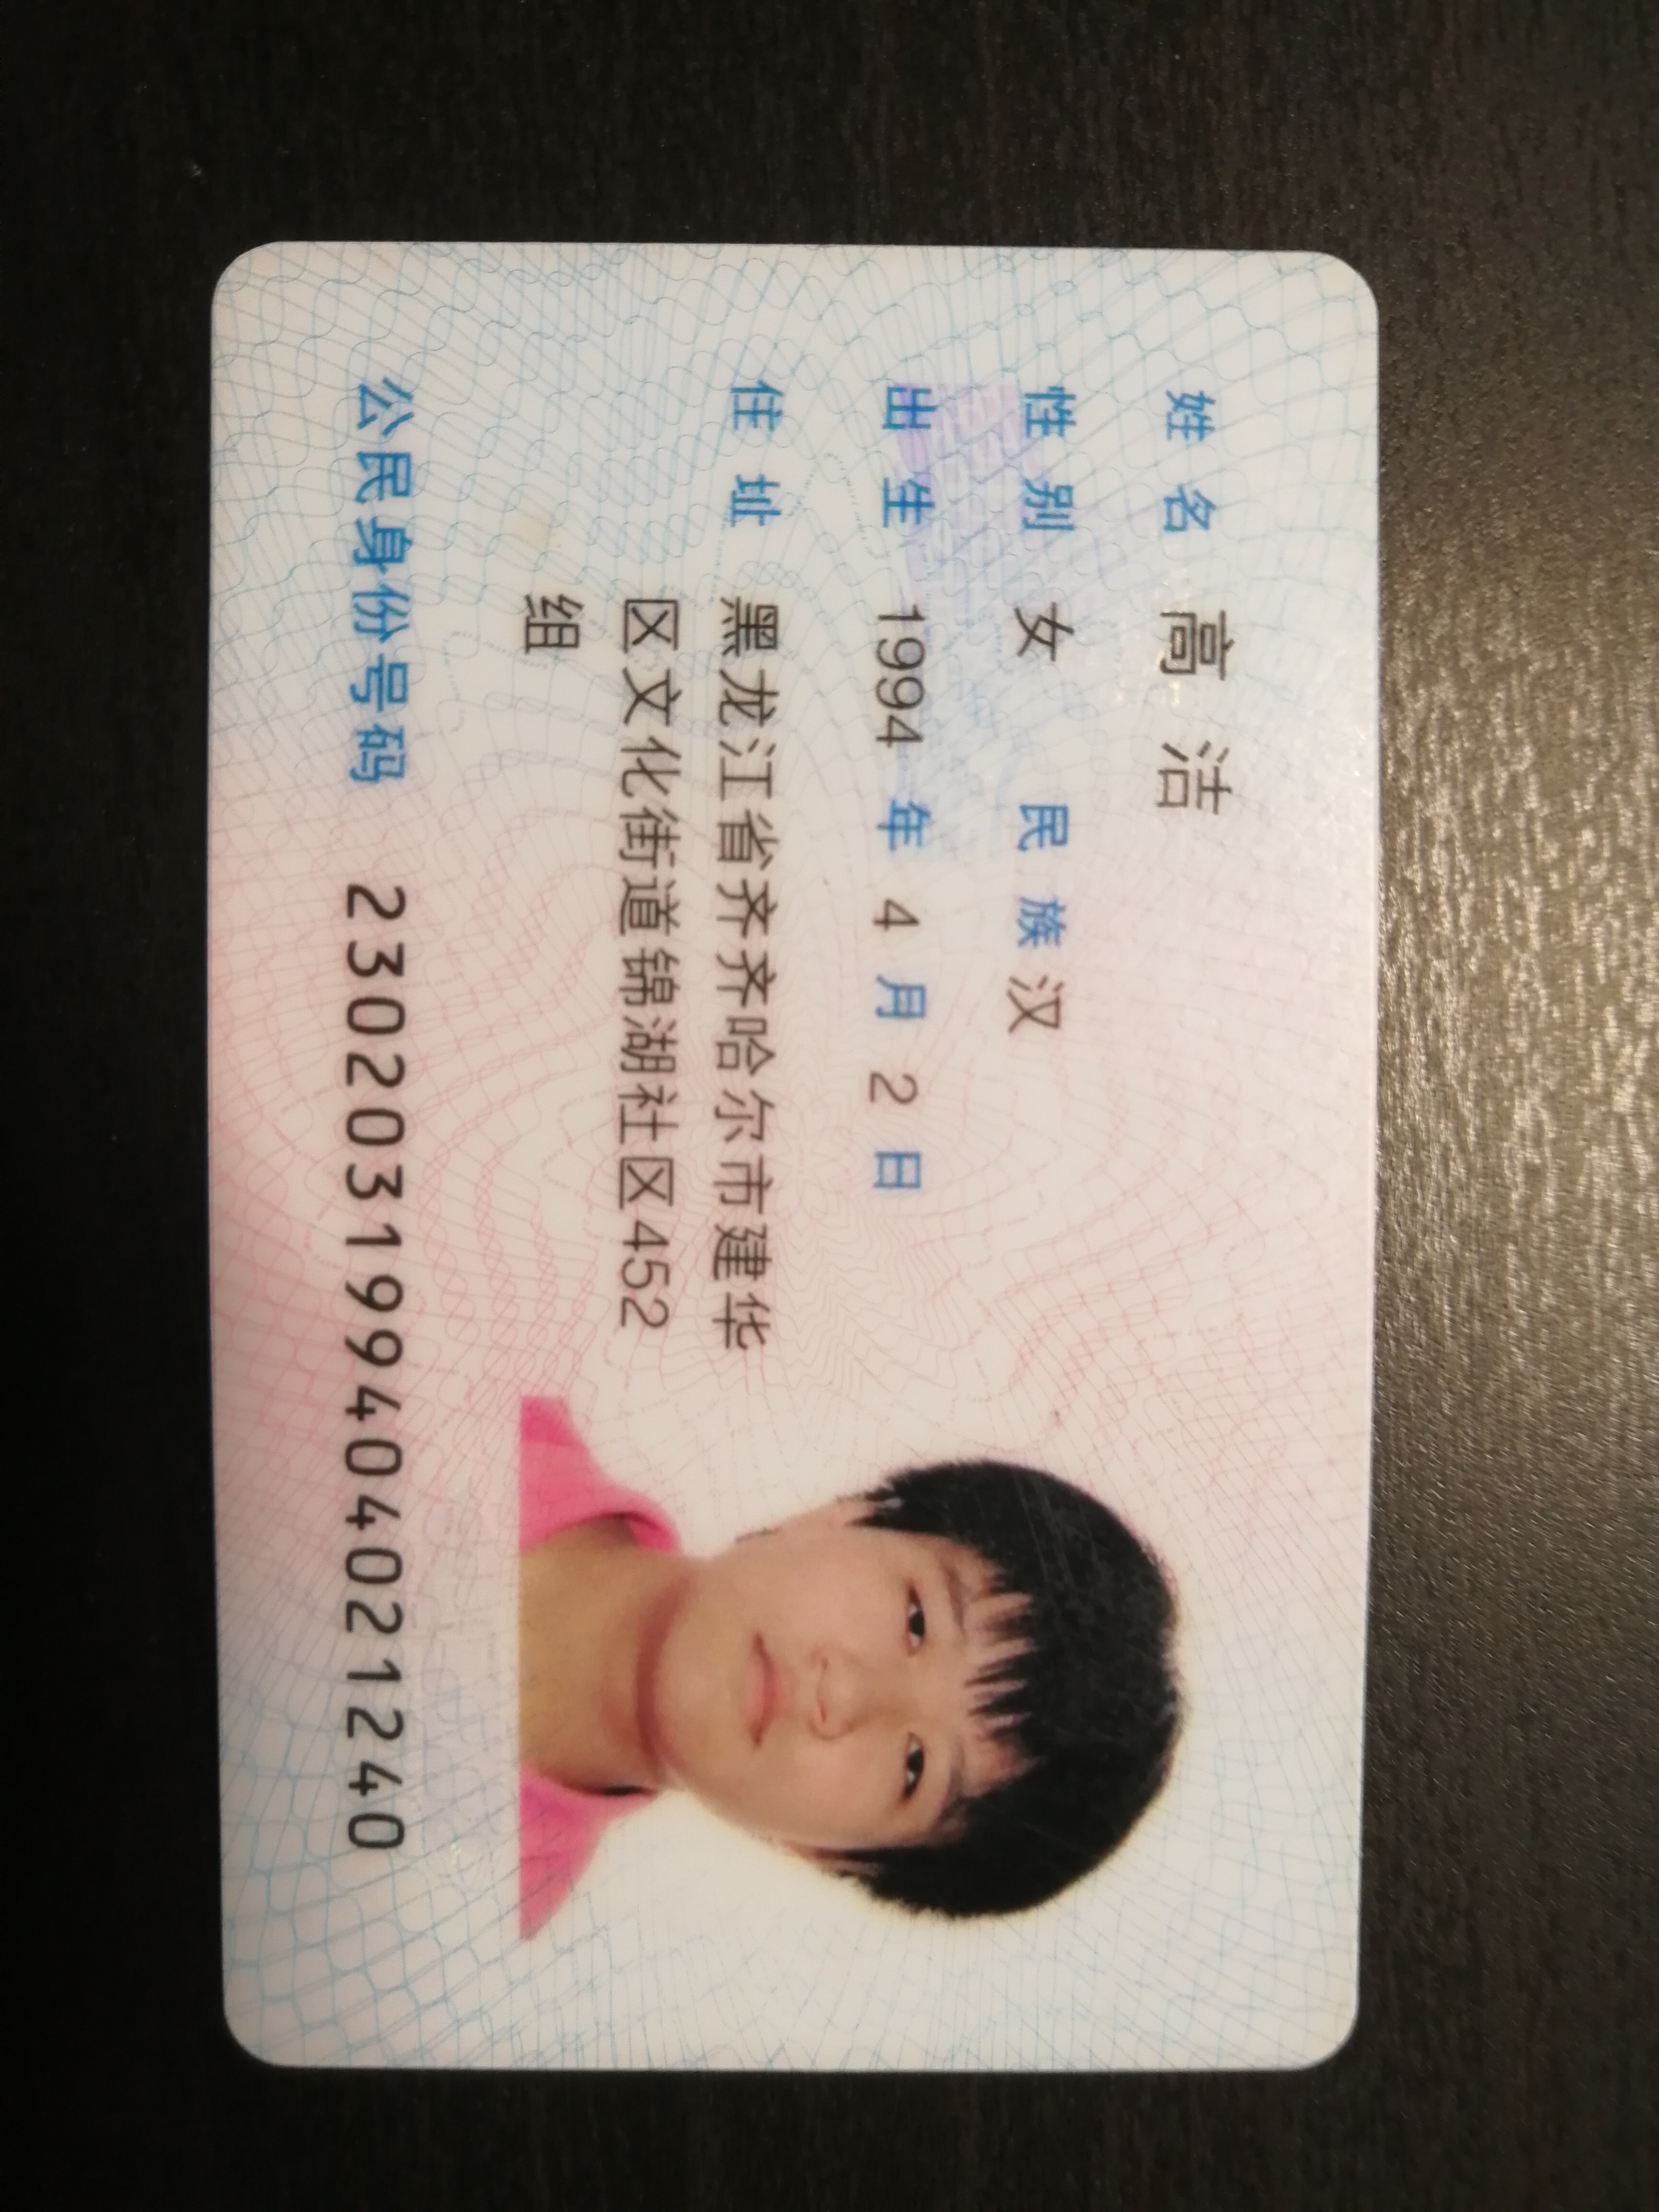 姓名 高洁
性别 女 民族 汉
出生 1994 年 4 月 2 日
住址 黑龙江省齐齐哈尔市建华
区文化街道锦湖社区452
组
公民身份号码 230203199404021240